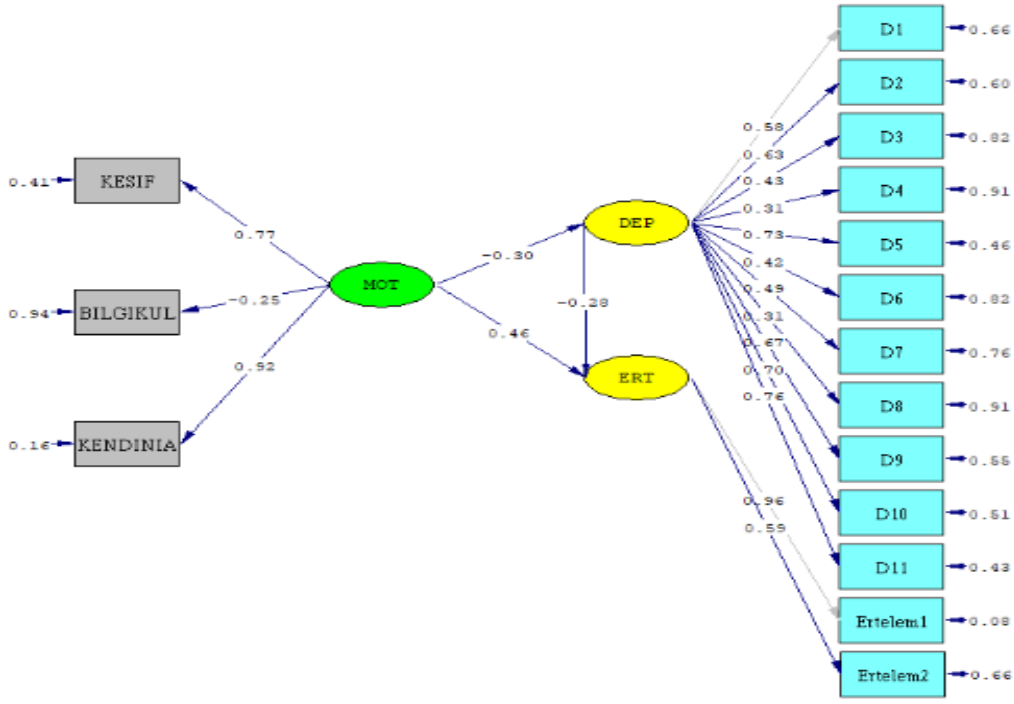 D1
0.66
D2
0.60
D3
0.82
D4
0.91
D5
0.46
D6
0.82
D7
0.76
D8
0.91
D9
0.55
D10
0.51
D11
0.43
Ertelem1
0.08
Ertelem2
0.66
0.41
KESIF
0.94
BILGIKUL
0.16
KENDINIA
0.77
-0.25
0.92
MOT
-0.30
0.46
DEP
-0.28
ERT
0.58
0.63
0.43
0.31
0.73
0.42
0.49
0.31
0.67
0.70
0.76
0.96
0.59